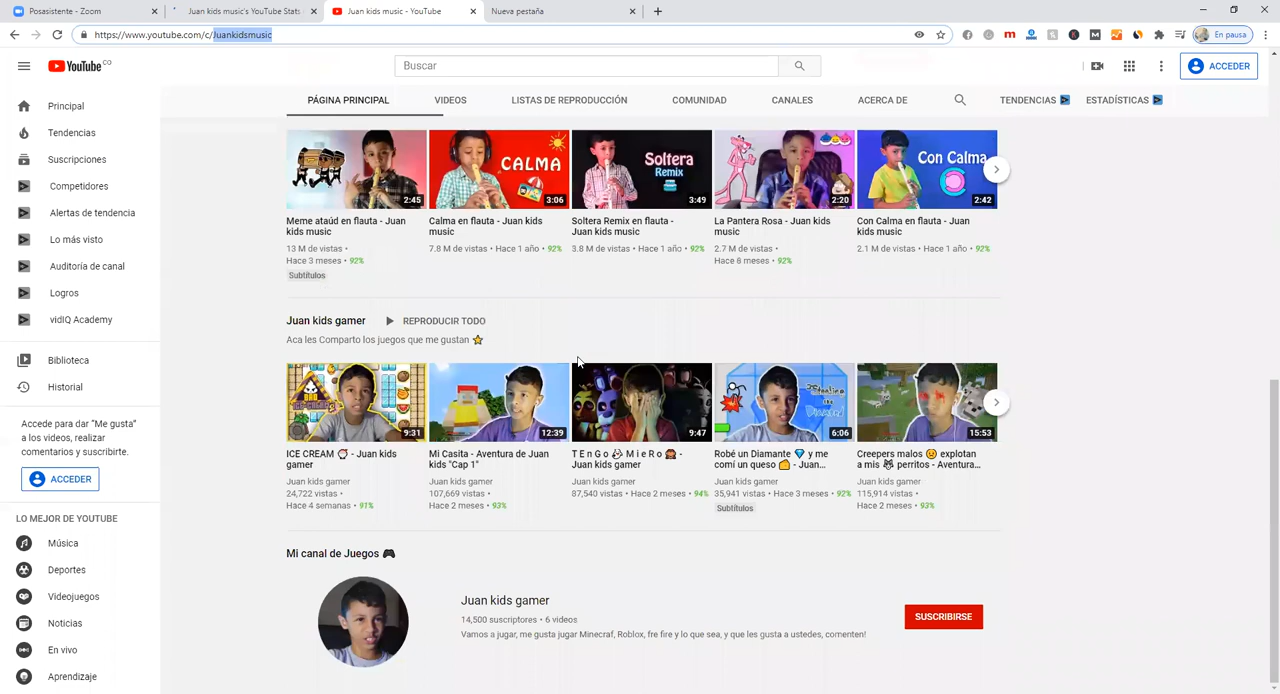 Posasistente - Zoom
Juan kids music's YouTube Stats
Juan kids music - YouTube
Nueva pestaña
https://www.youtube.com/c/Juankidsmusic
En pausa
YouTube CO
Buscar
ACCEDER
PÁGINA PRINCIPAL
VIDEOS
LISTAS DE REPRODUCCIÓN
COMUNIDAD
CANALES
ACERCA DE
TENDENCIAS
ESTADÍSTICAS
Principal
Tendencias
Suscripciones
Competidores
Alertas de tendencia
Lo más visto
Auditoría de canal
Logros
vidIQ Academy
Biblioteca
Historial
Accede para dar "Me gusta"
a los videos, realizar
comentarios y suscribirte.
ACCEDER
LO MEJOR DE YOUTUBE
Música
Deportes
Videojuegos
Noticias
En vivo
Aprendizaje
2:45
CALMA
3:06
Soltera
Remix
3:49
2:20
Con Calma
2:42
Meme ataúd en flauta - Juan
kids music
13 M de vistas •
Hace 3 meses • 92%
Subtítulos
Calma en flauta - Juan kids
music
7.8 M de vistas • Hace 1 año • 92%
Soltera Remix en flauta -
Juan kids music
3.8 M de vistas • Hace 1 año • 92%
La Pantera Rosa - Juan kids
music
2.7 M de vistas •
Hace 8 meses • 92%
Con Calma en flauta - Juan
kids music
2.1 M de vistas • Hace 1 año • 92%
Juan kids gamer
REPRODUCIR TODO
Aca les Comparto los juegos que me gustan ⭐
BAD
ICE CREAM
9:31
12:39
9:47
Stealing
the
Diamond
6:06
15:53
ICE CREAM ⏰ - Juan kids
gamer
Juan kids gamer
24,722 vistas •
Hace 4 semanas • 91%
Mi Casita - Aventura de Juan
kids "Cap 1"
Juan kids gamer
107,669 vistas •
Hace 2 meses • 93%
T E n G o 👻 M i e R o 🙈 -
Juan kids gamer
Juan kids gamer
87,540 vistas • Hace 2 meses • 94%
Robé un Diamante 💎 y me
comí un queso 🧀 - Juan...
Juan kids gamer
35,941 vistas • Hace 3 meses • 92%
Subtítulos
Creepers malos 😐 explotan
a mis 🐺 perritos - Aventura...
Juan kids gamer
115,914 vistas •
Hace 2 meses • 93%
Mi canal de Juegos 🎮
Juan kids gamer
14,500 suscriptores • 6 videos
Vamos a jugar, me gusta jugar Minecraf, Roblox, fre fire y lo que sea, y que les gusta a ustedes, comenten!
SUSCRIBIRSE